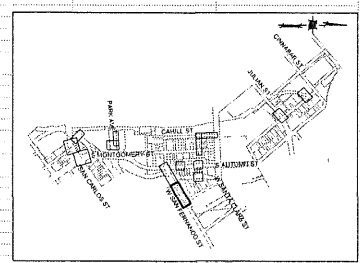 CINNABAR ST
JULIAN ST
PARK AVE
CAHILL ST
S MONTGOMERY ST
S AUTUMN ST
SAN CARLOS ST
W SANTA CLARA ST
W SAN FERNANDO ST